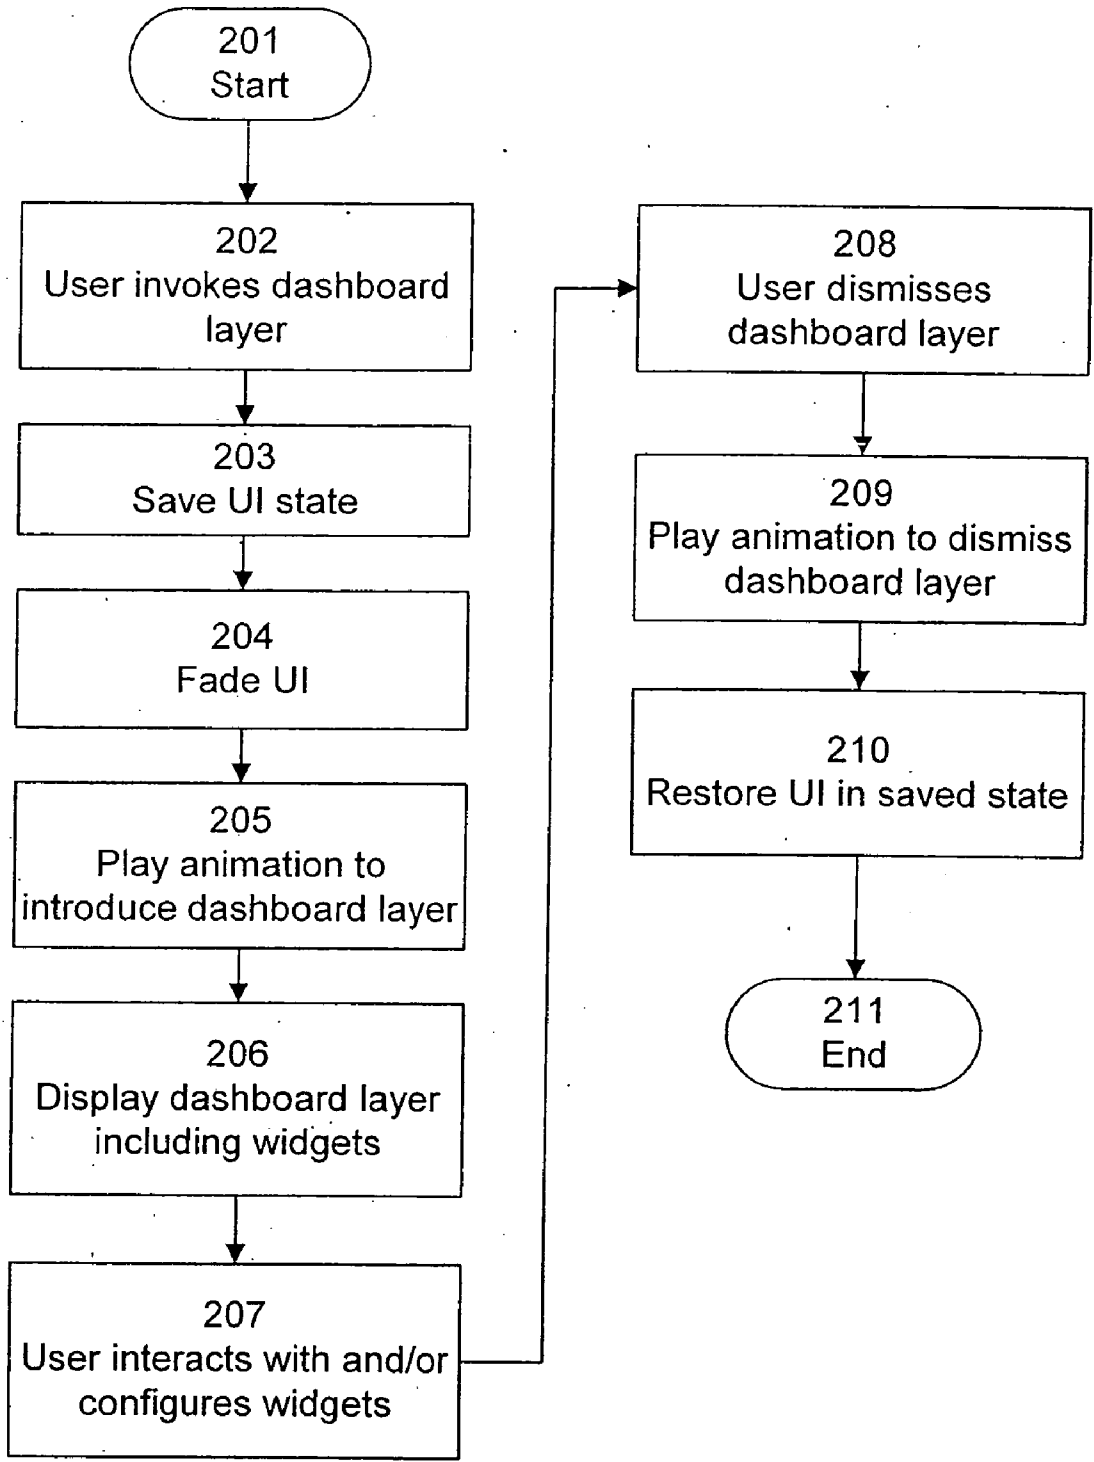 201
Start
202
User invokes dashboard
layer
203
Save UI state
204
Fade UI
205
Play animation to
introduce dashboard layer
206
Display dashboard layer
including widgets
207
User interacts with and/or
configures widgets
208
User dismisses
dashboard layer
209
Play animation to dismiss
dashboard layer
210
Restore UI in saved state
211
End